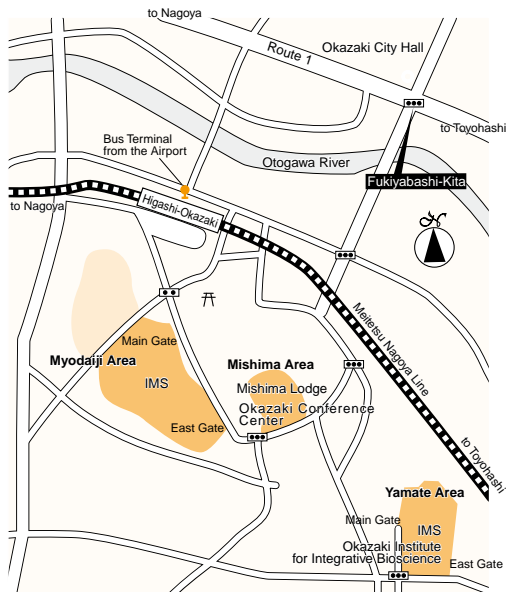 to Nagoya
Route 1
Okazaki City Hall
to Toyohashi
Bus Terminal
from the Airport
Otogawa River
Fukiyabashi-Kita
to Nagoya
Higashi-Okazaki
N
Meitetsu Nagoya Line
Main Gate
Myodaiji Area
IMS
East Gate
Mishima Area
Mishima Lodge
Okazaki Conference
Center
to Toyohashi
Yamate Area
Main Gate
IMS
Okazaki Institute
for Integrative Bioscience
East Gate